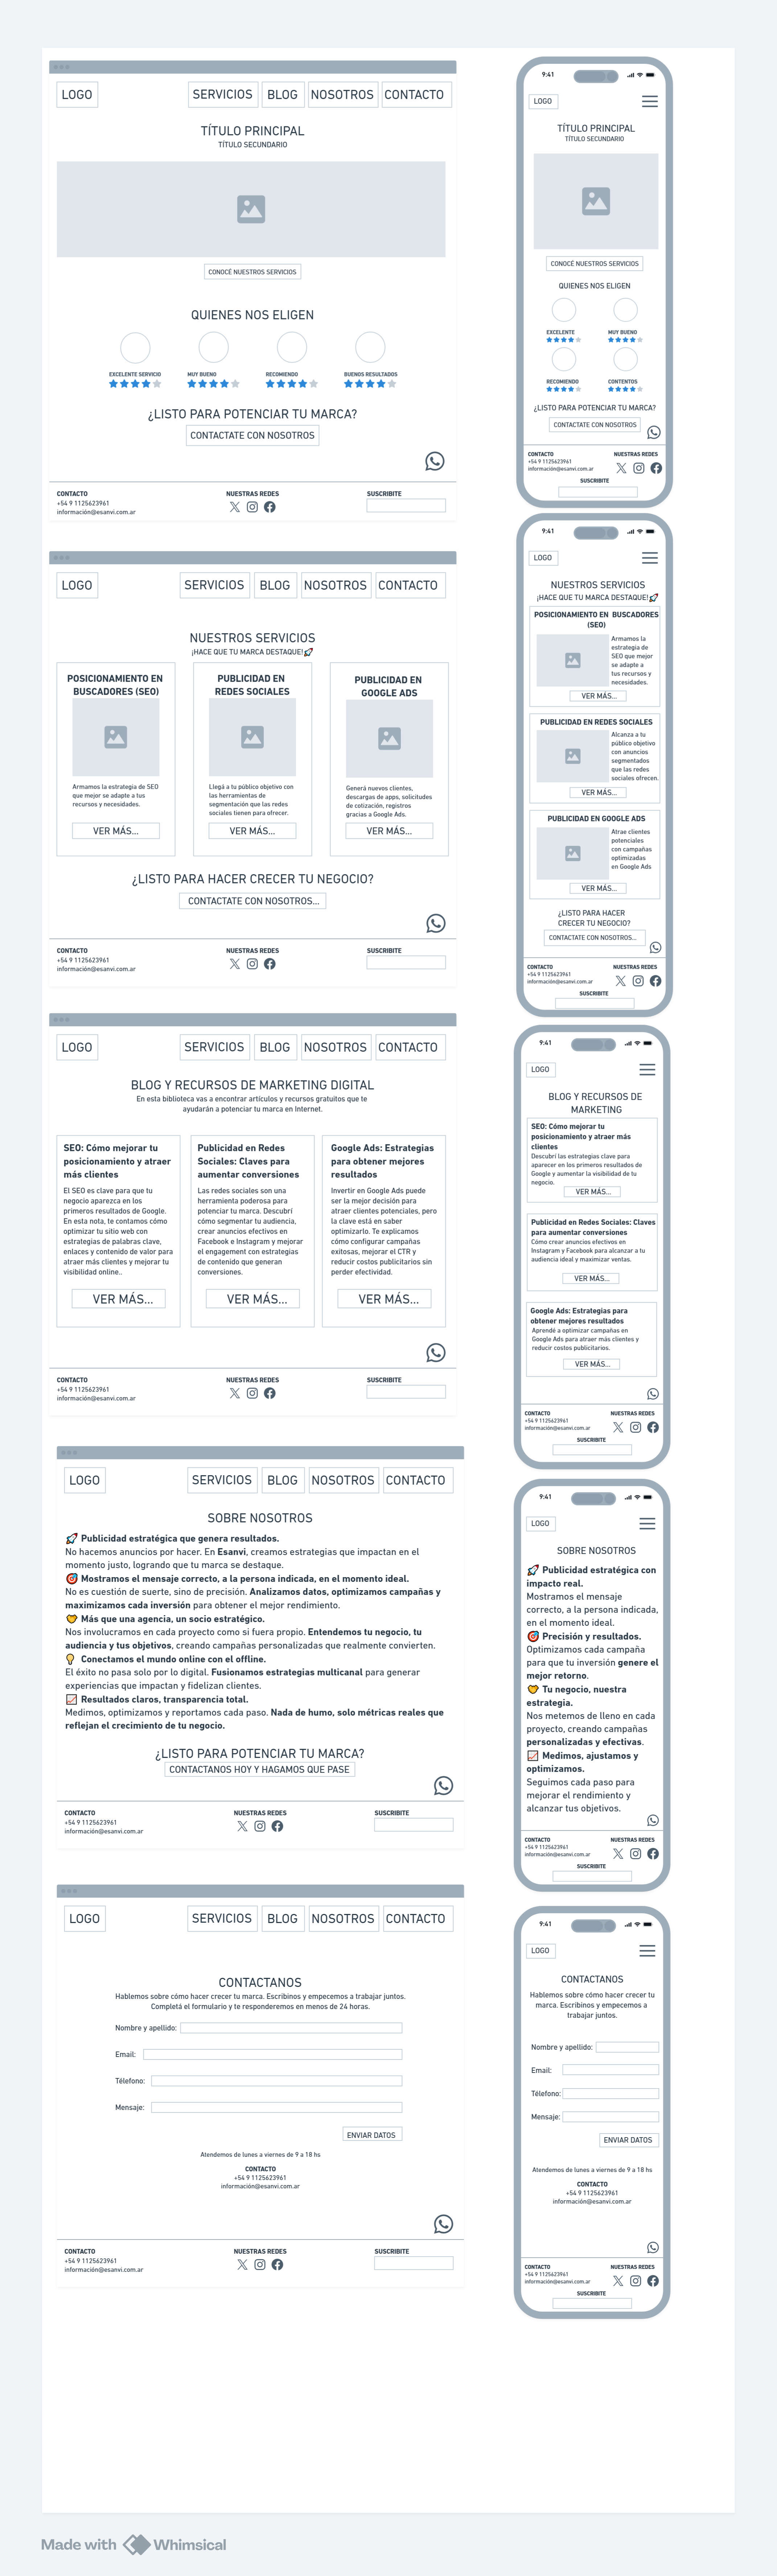 LOGO
SERVICIOS
BLOG
NOSOTROS
CONTACTO
TÍTULO PRINCIPAL
TÍTULO SECUNDARIO
CONOCÉ NUESTROS SERVICIOS
QUIENES NOS ELIGEN
EXCELENTE SERVICIO
MUY BUENO
RECOMIENDO
BUENOS RESULTADOS
¿LISTO PARA POTENCIAR TU MARCA?
CONTACTATE CON NOSOTROS
CONTACTO
+54 9 1125623961
información@esanvi.com.ar
NUESTRAS REDES
SUSCRIBITE
9:41
LOGO
TÍTULO PRINCIPAL
TÍTULO SECUNDARIO
CONOCÉ NUESTROS SERVICIOS
QUIENES NOS ELIGEN
EXCELENTE
MUY BUENO
RECOMIENDO
CONTENTOS
¿LISTO PARA POTENCIAR TU MARCA?
CONTACTATE CON NOSOTROS
CONTACTO
+54 9 1125623961
información@esanvi.com.ar
NUESTRAS REDES
SUSCRIBITE
LOGO
SERVICIOS
BLOG
NOSOTROS
CONTACTO
NUESTROS SERVICIOS
¡HACE QUE TU MARCA DESTAQUE!🚀
POSICIONAMIENTO EN
BUSCADORES (SEO)
Armamos la estrategia de SEO
que mejor se adapte a tus
recursos y necesidades.
VER MÁS...
PUBLICIDAD EN
REDES SOCIALES
Llegá a tu público objetivo con
las herramientas de
segmentación que las redes
sociales tienen para ofrecer.
VER MÁS...
PUBLICIDAD EN
GOOGLE ADS
Generá nuevos clientes,
descargas de apps, solicitudes
de cotización, registros
gracias a Google Ads.
VER MÁS...
¿LISTO PARA HACER CRECER TU NEGOCIO?
CONTACTATE CON NOSOTROS...
CONTACTO
+54 9 1125623961
información@esanvi.com.ar
NUESTRAS REDES
SUSCRIBITE
9:41
LOGO
NUESTROS SERVICIOS
¡HACE QUE TU MARCA DESTAQUE!🚀
POSICIONAMIENTO EN BUSCADORES
(SEO)
Armamos la
estrategia de
SEO que mejor
se adapte a
tus recursos y
necesidades.
VER MÁS...
PUBLICIDAD EN REDES SOCIALES
Alcanza a tu
público objetivo
con anuncios
segmentados
que las redes
sociales ofrecen.
VER MÁS...
PUBLICIDAD EN GOOGLE ADS
Atrae clientes
potenciales
con campañas
optimizadas
en Google Ads
VER MÁS...
¿LISTO PARA HACER
CRECER TU NEGOCIO?
CONTACTATE CON NOSOTROS...
CONTACTO
+54 9 1125623961
información@esanvi.com.ar
NUESTRAS REDES
SUSCRIBITE
LOGO
SERVICIOS
BLOG
NOSOTROS
CONTACTO
BLOG Y RECURSOS DE MARKETING DIGITAL
En esta biblioteca vas a encontrar artículos y recursos gratuitos que te
ayudarán a potenciar tu marca en Internet.
SEO: Cómo mejorar tu
posicionamiento y atraer
más clientes
El SEO es clave para que tu
negocio aparezca en los
primeros resultados de Google.
En esta nota, te contamos cómo
optimizar tu sitio web con
estrategias de palabras clave,
enlaces y contenido de valor para
atraer más clientes y mejorar tu
visibilidad online..
VER MÁS...
Publicidad en Redes
Sociales: Claves para
aumentar conversiones
Las redes sociales son una
herramienta poderosa para
potenciar tu marca. Descubrí
cómo segmentar tu audiencia,
crear anuncios efectivos en
Facebook e Instagram y mejorar
el engagement con estrategias
de contenido que generan
conversiones.
VER MÁS...
Google Ads: Estrategias
para obtener mejores
resultados
Invertir en Google Ads puede
ser la mejor decisión para
atraer clientes potenciales, pero
la clave está en saber
optimizarlo. Te explicamos
cómo configurar campañas
exitosas, mejorar el CTR y
reducir costos publicitarios sin
perder efectividad.
VER MÁS...
CONTACTO
+54 9 1125623961
información@esanvi.com.ar
NUESTRAS REDES
SUSCRIBITE
9:41
LOGO
BLOG Y RECURSOS DE
MARKETING
SEO: Cómo mejorar tu
posicionamiento y atraer más
clientes
Descubrí las estrategias clave para
aparecer en los primeros resultados de
Google y aumentar la visibilidad de tu
negocio.
VER MÁS...
Publicidad en Redes Sociales: Claves
para aumentar conversiones
Cómo crear anuncios efectivos en
Instagram y Facebook para alcanzar a tu
audiencia ideal y maximizar ventas.
VER MÁS...
Google Ads: Estrategias para
obtener mejores resultados
Aprendé a optimizar campañas en
Google Ads para atraer más clientes y
reducir costos publicitarios.
VER MÁS...
CONTACTO
+54 9 1125623961
información@esanvi.com.ar
NUESTRAS REDES
SUSCRIBITE
LOGO
SERVICIOS
BLOG
NOSOTROS
CONTACTO
SOBRE NOSOTROS
🚀 Publicidad estratégica que genera resultados.
No hacemos anuncios por hacer. En Esanvi, creamos estrategias que impactan en el
momento justo, logrando que tu marca se destaque.
🎯 Mostramos el mensaje correcto, a la persona indicada, en el momento ideal.
No es cuestión de suerte, sino de precisión. Analizamos datos, optimizamos campañas y
maximizamos cada inversión para obtener el mejor rendimiento.
🤝 Más que una agencia, un socio estratégico.
Nos involucramos en cada proyecto como si fuera propio. Entendemos tu negocio, tu
audiencia y tus objetivos, creando campañas personalizadas que realmente convierten.
💡 Conectamos el mundo online con el offline.
El éxito no pasa solo por lo digital. Fusionamos estrategias multicanal para generar
experiencias que impactan y fidelizan clientes.
📈 Resultados claros, transparencia total.
Medimos, optimizamos y reportamos cada paso. Nada de humo, solo métricas reales que
reflejan el crecimiento de tu negocio.
¿LISTO PARA POTENCIAR TU MARCA?
CONTACTANOS HOY Y HAGAMOS QUE PASE
CONTACTO
+54 9 1125623961
información@esanvi.com.ar
NUESTRAS REDES
SUSCRIBITE
9:41
LOGO
SOBRE NOSOTROS
🚀 Publicidad estratégica con
impacto real.
Mostramos el mensaje
correcto, a la persona indicada,
en el momento ideal.
🎯 Precisión y resultados.
Optimizamos cada campaña
para que tu inversión genere el
mejor retorno.
🤝 Tu negocio, nuestra
estrategia.
Nos metemos de lleno en cada
proyecto, creando campañas
personalizadas y efectivas.
📈 Medimos, ajustamos y
optimizamos.
Seguimos cada paso para
mejorar el rendimiento y
alcanzar tus objetivos.
CONTACTO
+54 9 1125623961
información@esanvi.com.ar
NUESTRAS REDES
SUSCRIBITE
LOGO
SERVICIOS
BLOG
NOSOTROS
CONTACTO
CONTACTANOS
Hablemos sobre cómo hacer crecer tu marca. Escribinos y empecemos a trabajar juntos.
Completá el formulario y te responderemos en menos de 24 horas.
Nombre y apellido:
Email:
Télefono:
Mensaje:
ENVIAR DATOS
Atendemos de lunes a viernes de 9 a 18 hs
CONTACTO
+54 9 1125623961
información@esanvi.com.ar
CONTACTO
+54 9 1125623961
información@esanvi.com.ar
NUESTRAS REDES
SUSCRIBITE
9:41
LOGO
CONTACTANOS
Hablemos sobre cómo hacer crecer tu
marca. Escribinos y empecemos a
trabajar juntos.
Nombre y apellido:
Email:
Télefono:
Mensaje:
ENVIAR DATOS
Atendemos de lunes a viernes de 9 a 18 hs
CONTACTO
+54 9 1125623961
información@esanvi.com.ar
CONTACTO
+54 9 1125623961
información@esanvi.com.ar
NUESTRAS REDES
SUSCRIBITE
Made with Whimsical